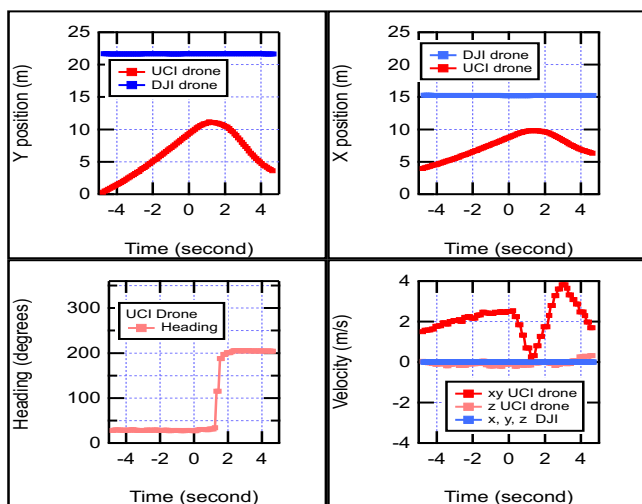 25
20
15
10
5
0
Y position (m)
UCI drone
DJI drone
-4 -2 0 2 4
Time (second)
25
20
15
10
5
0
X position (m)
DJI drone
UCI drone
-4 -2 0 2 4
Time (second)
300
200
100
0
Heading (degrees)
UCI Drone
Heading
-4 -2 0 2 4
Time (second)
4
2
0
-2
-4
Velocity (m/s)
xy UCI drone
z UCI drone
x, y, z DJI
-4 -2 0 2 4
Time (second)